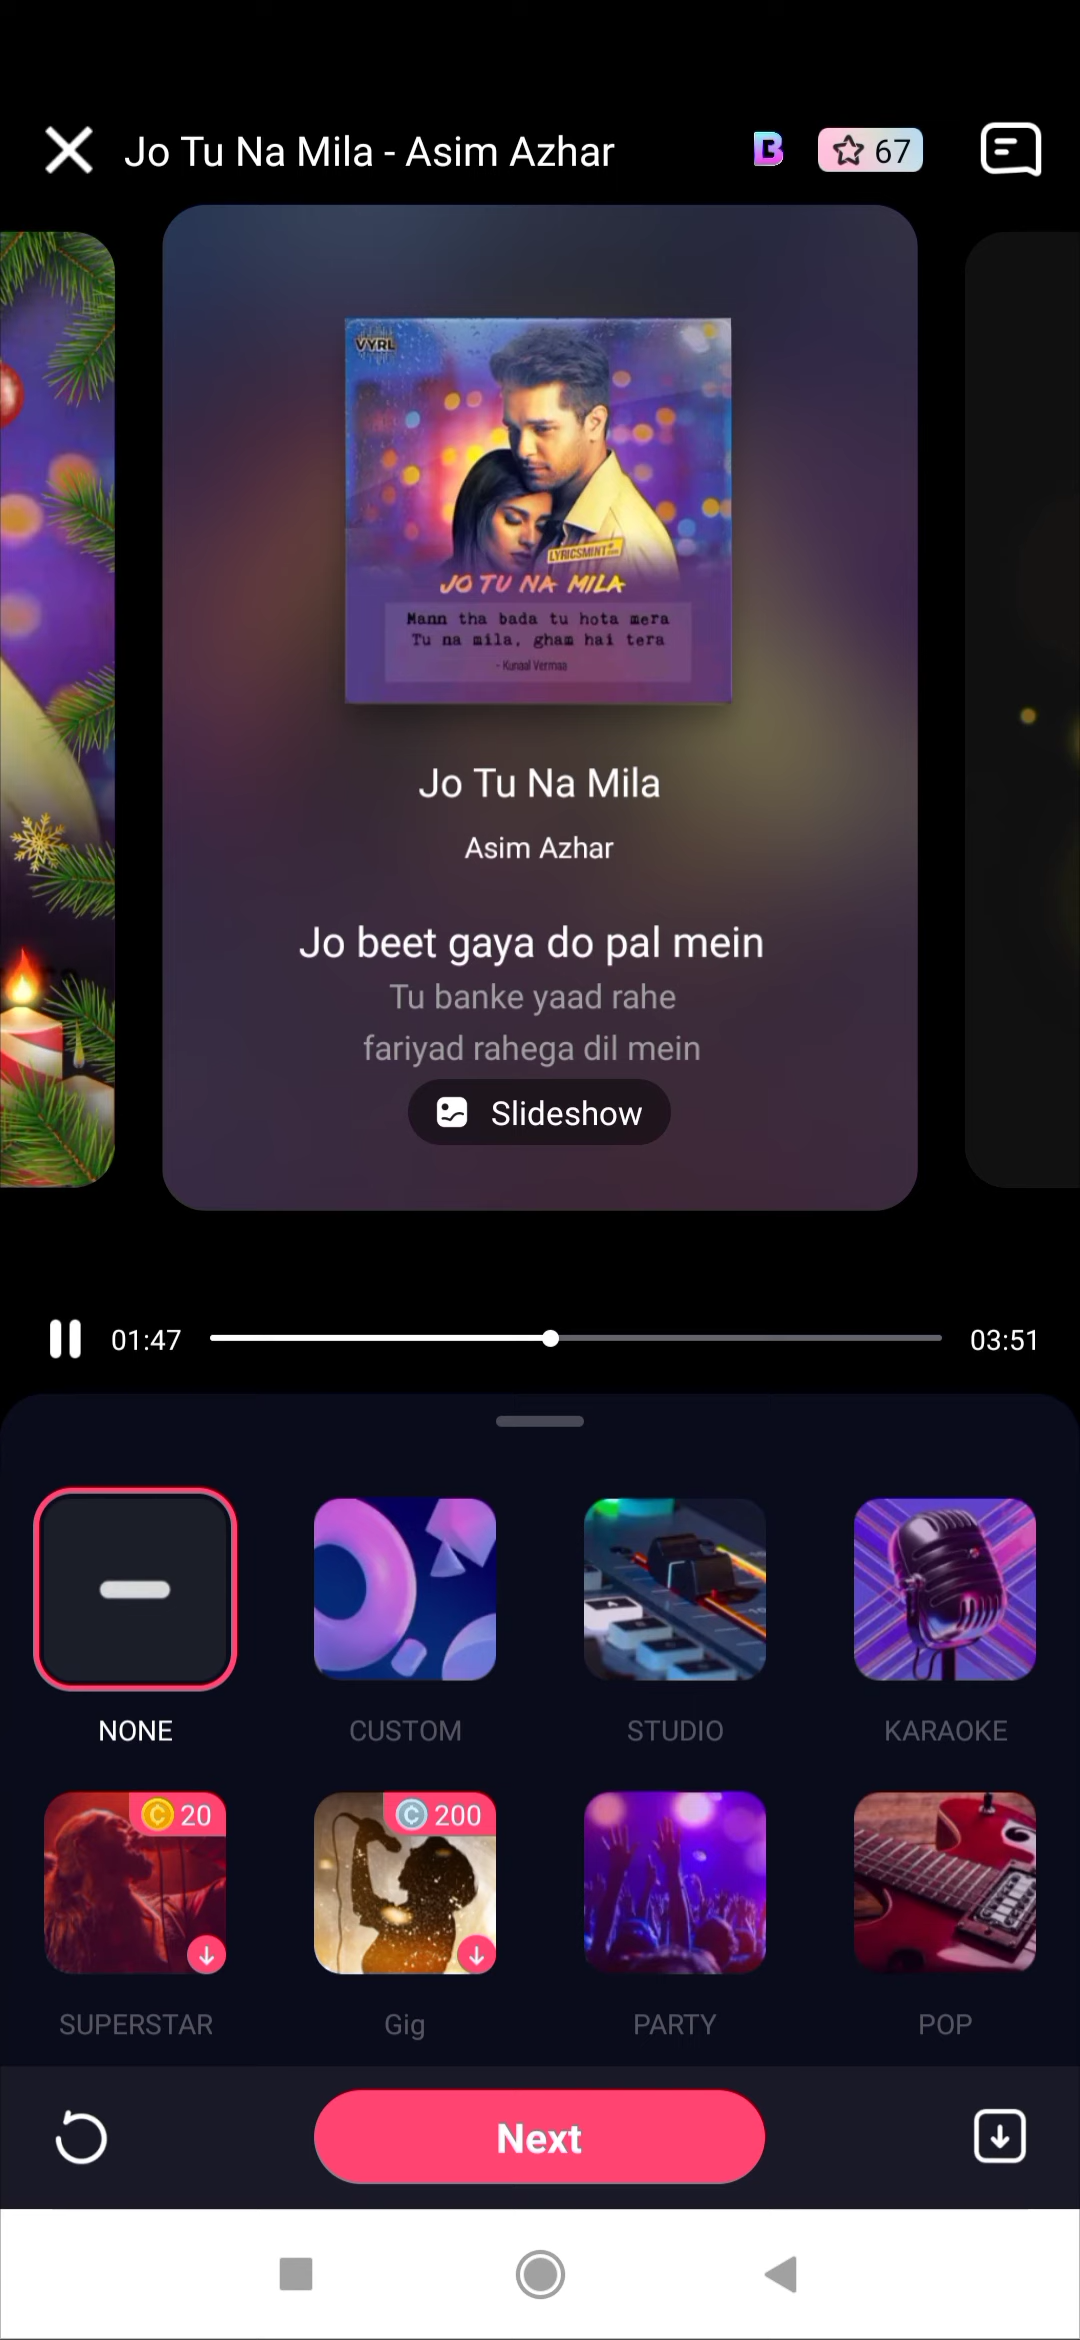 Jo Tu Na Mila - Asim Azhar
B
67
VYRL
LYRICSMINT
JO TU NA MILA
Mann tha bada tu hota mera
Tu na mila, gham hai tera
- Kunaal Vermaa
Jo Tu Na Mila
Asim Azhar
Jo beet gaya do pal mein
Tu banke yaad rahe
fariyad rahega dil mein
Slideshow
01:47
03:51
NONE
CUSTOM
STUDIO
KARAOKE
20
200
SUPERSTAR
Gig
PARTY
POP
Next